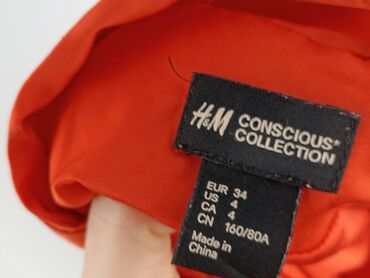 H&M CONSCIOUS*
COLLECTION
EUR 34
US 4
CA 4
CN 160/80A
Made in
China